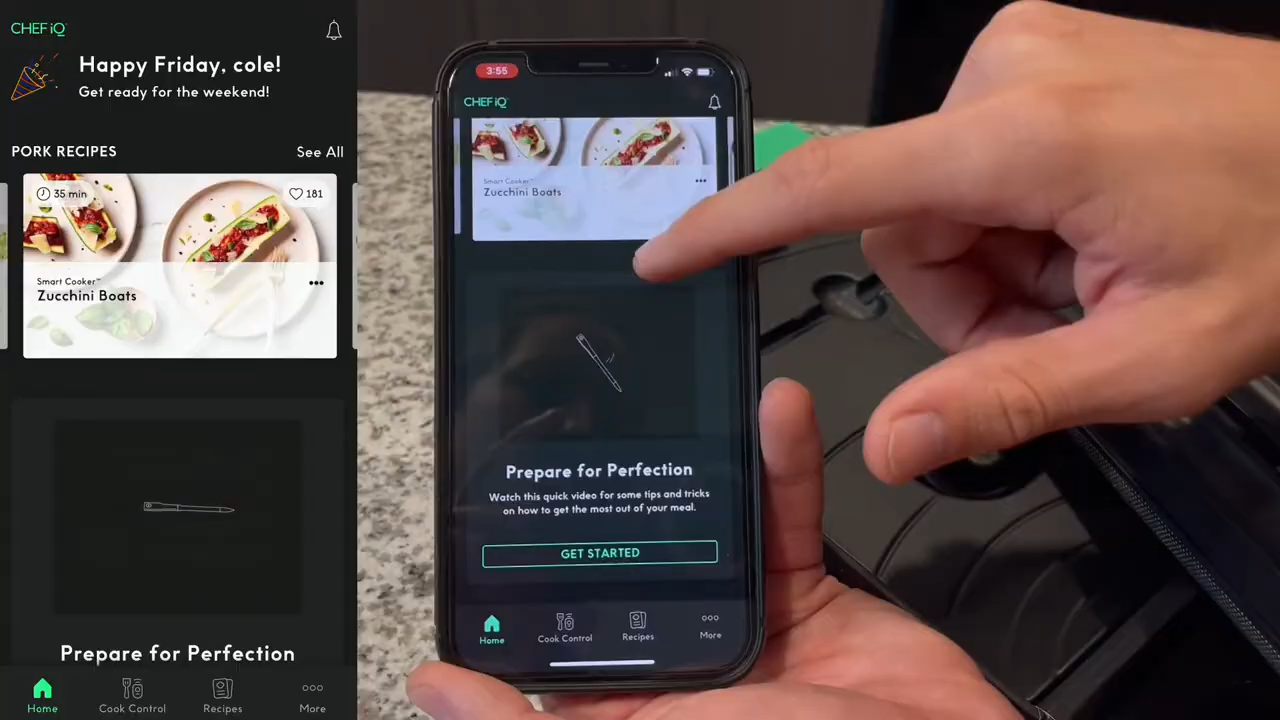 CHEF iQ
Happy Friday, cole!
Get ready for the weekend!
PORK RECIPES
See All
35 min
181
Smart Cooker™
Zucchini Boats
Prepare for Perfection
Home
Cook Control
Recipes
More
3:55
CHEF iQ
Smart Cooker™
Zucchini Boats
Prepare for Perfection
Watch this quick video for some tips and tricks
on how to get the most out of your meal.
GET STARTED
Home
Cook Control
Recipes
More